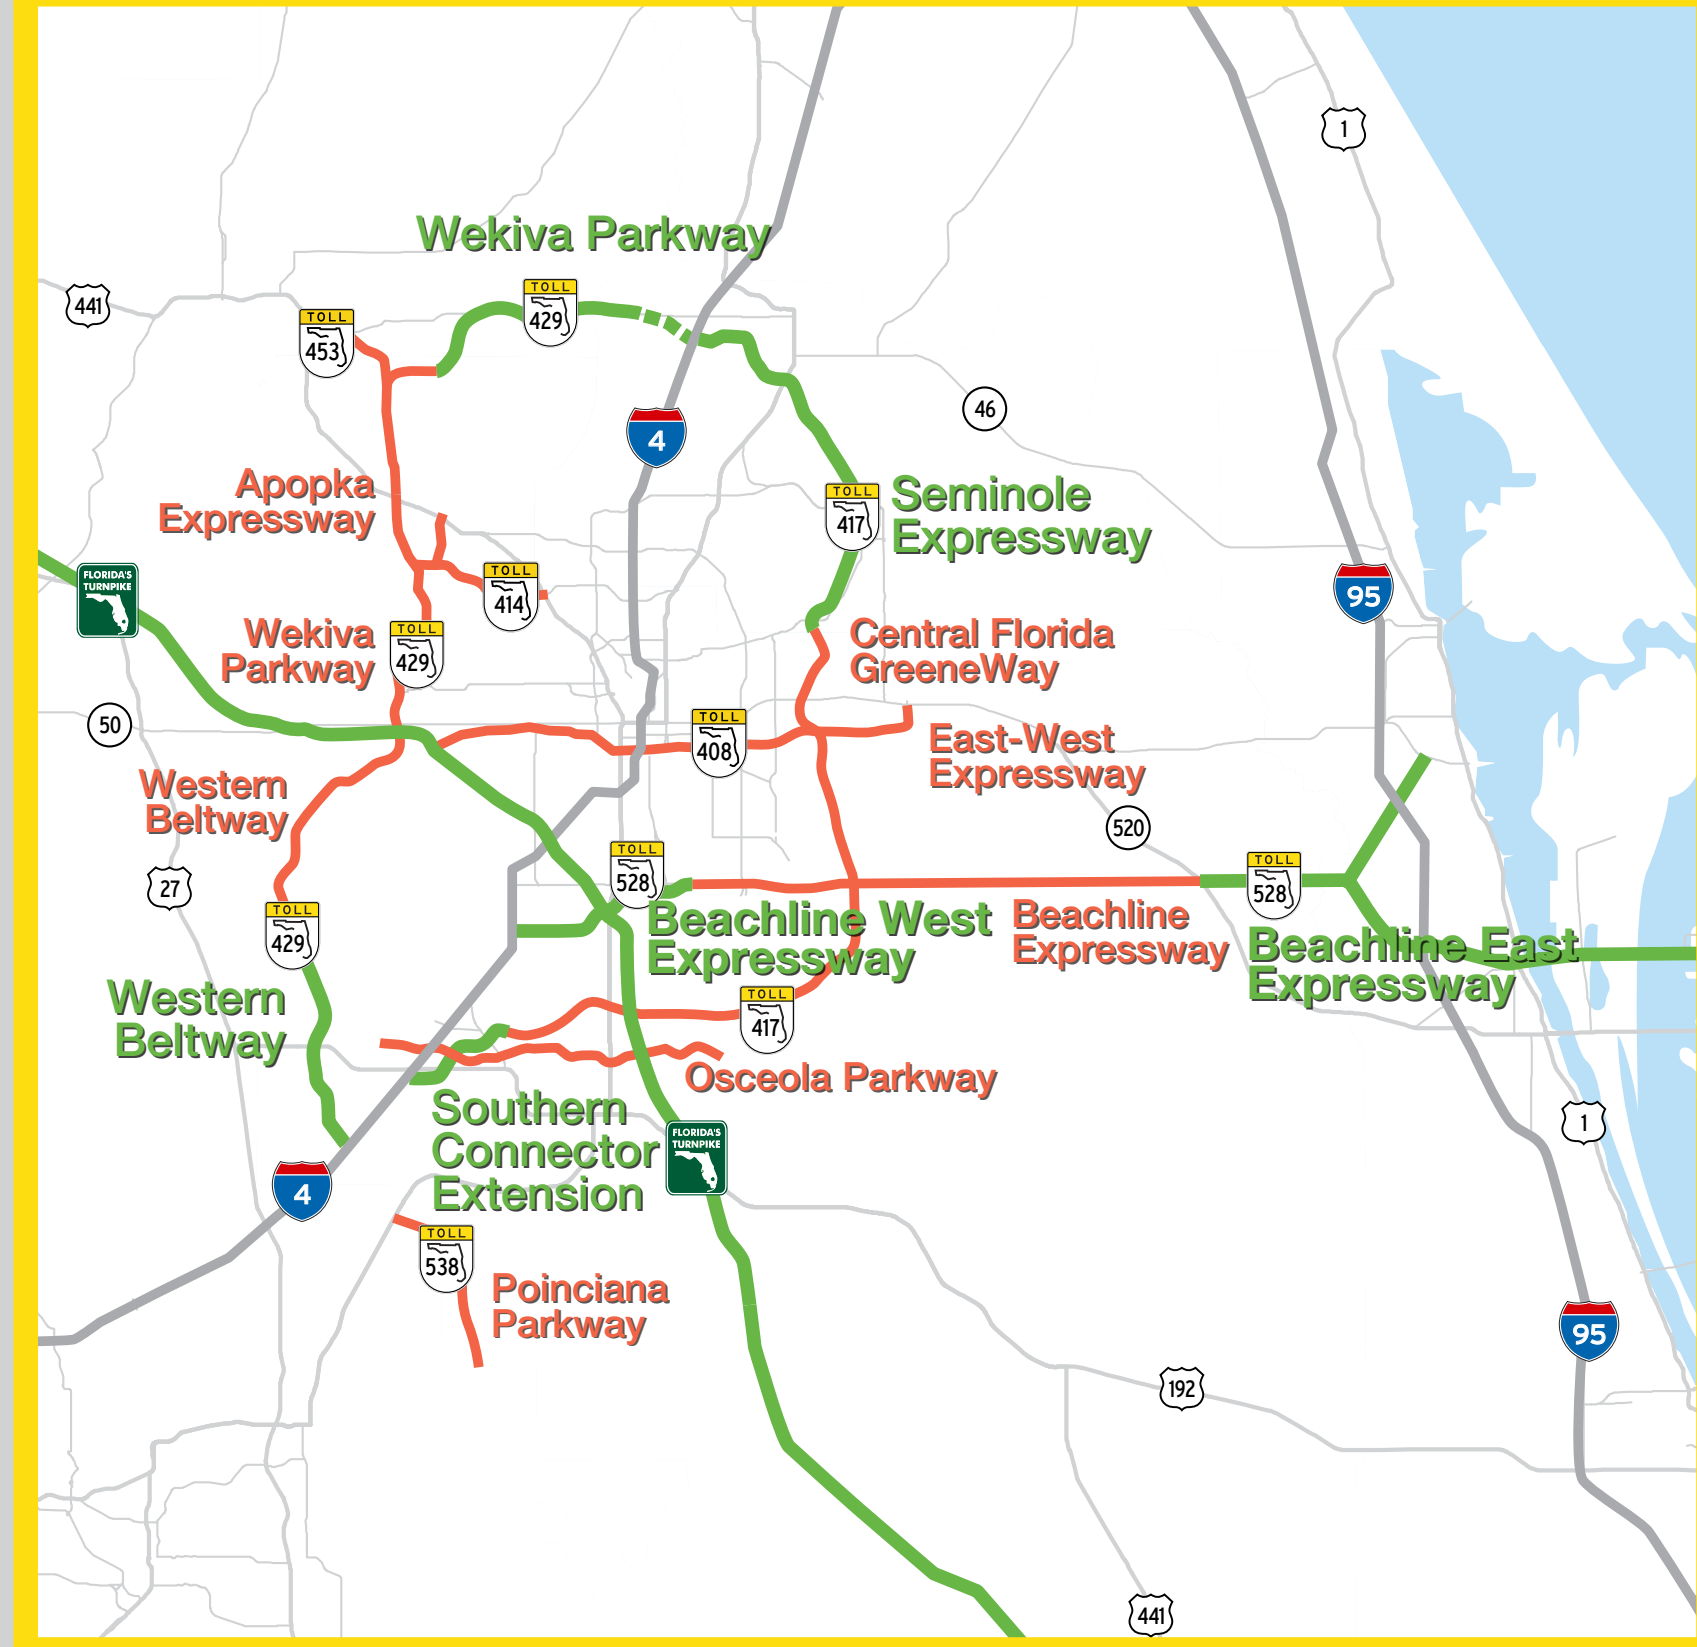 1
Wekiva Parkway
441
TOLL
429
TOLL
453
46
4
Apopka
Expressway
TOLL
417
Seminole
Expressway
FLORIDA'S
TURNPIKE
TOLL
414
95
Wekiva
Parkway
TOLL
429
Central Florida
GreeneWay
50
TOLL
408
East-West
Expressway
Western
Beltway
520
27
TOLL
528
TOLL
528
TOLL
429
Beachline West
Expressway
Beachline
Expressway
Beachline East
Expressway
Western
Beltway
TOLL
417
Osceola Parkway
Southern
Connector
Extension
1
FLORIDA'S
TURNPIKE
4
TOLL
538
Poinciana
Parkway
95
192
441